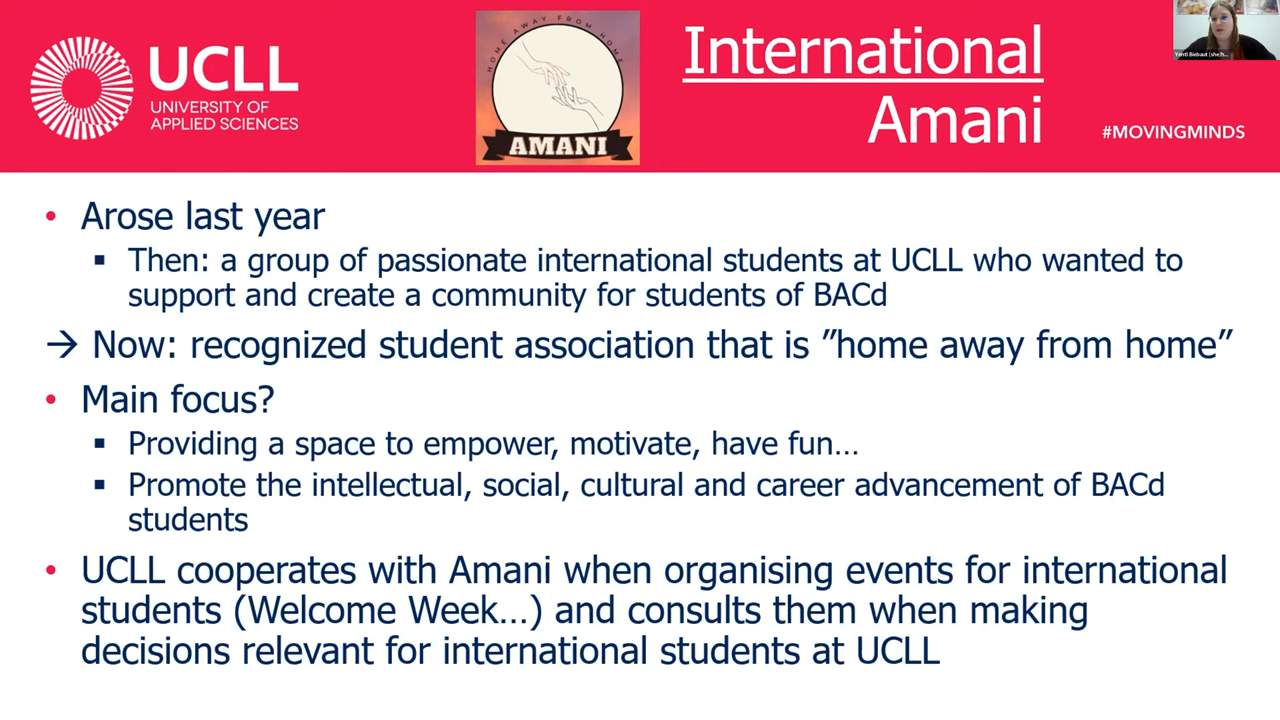 UCLL
UNIVERSITY OF
APPLIED SCIENCES
HOME AWAY FROM HOME
AMANI
International
Amani
#MOVINGMINDS
Yentl Biebaut (she/h...
• Arose last year
▪ Then: a group of passionate international students at UCLL who wanted to
support and create a community for students of BACd
→ Now: recognized student association that is ”home away from home”
• Main focus?
▪ Providing a space to empower, motivate, have fun…
▪ Promote the intellectual, social, cultural and career advancement of BACd
students
• UCLL cooperates with Amani when organising events for international
students (Welcome Week…) and consults them when making
decisions relevant for international students at UCLL